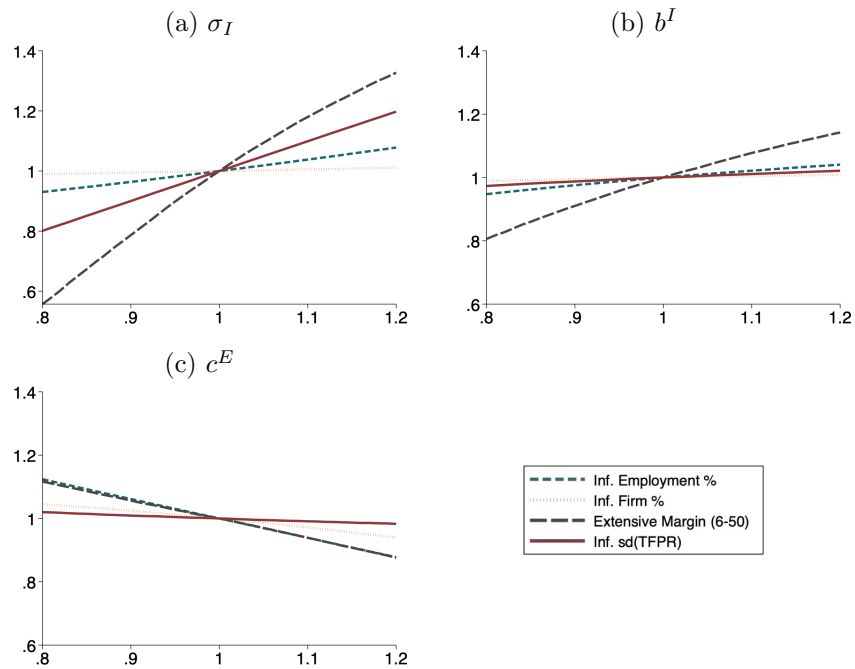 (a) σ_I
1.4
1.2
1
.8
.6
.8 .9 1 1.1 1.2
(b) b^I
1.4
1.2
1
.8
.6
.8 .9 1 1.1 1.2
(c) c^E
1.4
1.2
1
.8
.6
.8 .9 1 1.1 1.2
Inf. Employment %
Inf. Firm %
Extensive Margin (6-50)
Inf. sd(TFPR)